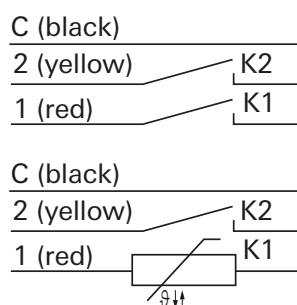 C (black)
2 (yellow) K2
1 (red) K1
C (black)
2 (yellow) K2
1 (red) K1
ϑ